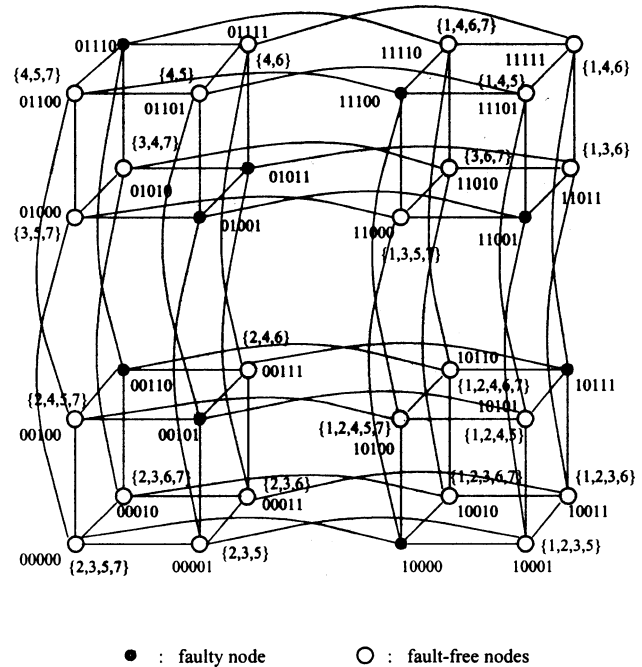 01110 01111 {1,4,6,7}
{4,5,7} {4,5} {4,6} 11110 11111
01100 01101 11100 {1,4,5} 11101 {1,4,6}
{3,4,7} {3,6,7} {1,3,6}
01010 01011 11010 11011
01000 01001 11000 11001
{3,5,7} {1,3,5,7}
{2,4,6} 10110
00110 00111 {1,2,4,6,7} 10111
{2,4,5,7} 10101
00100 00101 {1,2,4,5,7} {1,2,4,5}
10100
{2,3,6,7} {2,3,6} {1,2,3,6,7} {1,2,3,6}
00010 00011 10010 10011
00000 {2,3,5,7} 00001 {2,3,5} 10000 10001 {1,2,3,5}
: faulty node : fault-free nodes